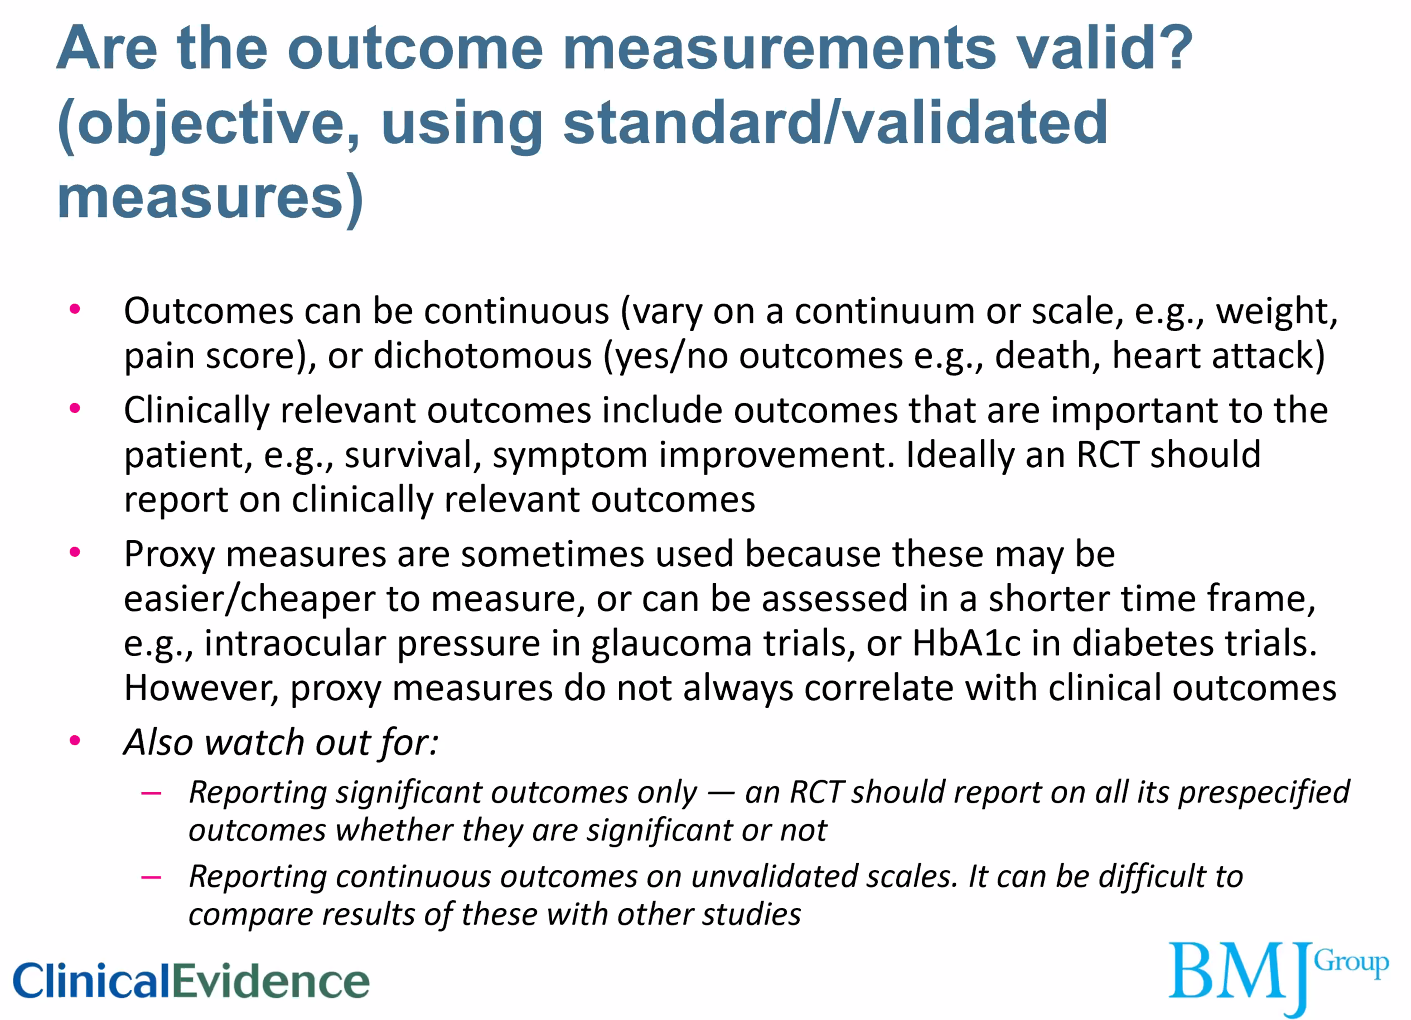 Are the outcome measurements valid?
(objective, using standard/validated
measures)
• Outcomes can be continuous (vary on a continuum or scale, e.g., weight,
pain score), or dichotomous (yes/no outcomes e.g., death, heart attack)
• Clinically relevant outcomes include outcomes that are important to the
patient, e.g., survival, symptom improvement. Ideally an RCT should
report on clinically relevant outcomes
• Proxy measures are sometimes used because these may be
easier/cheaper to measure, or can be assessed in a shorter time frame,
e.g., intraocular pressure in glaucoma trials, or HbA1c in diabetes trials.
However, proxy measures do not always correlate with clinical outcomes
• Also watch out for:
– Reporting significant outcomes only — an RCT should report on all its prespecified
outcomes whether they are significant or not
– Reporting continuous outcomes on unvalidated scales. It can be difficult to
compare results of these with other studies
ClinicalEvidence
BMJ Group